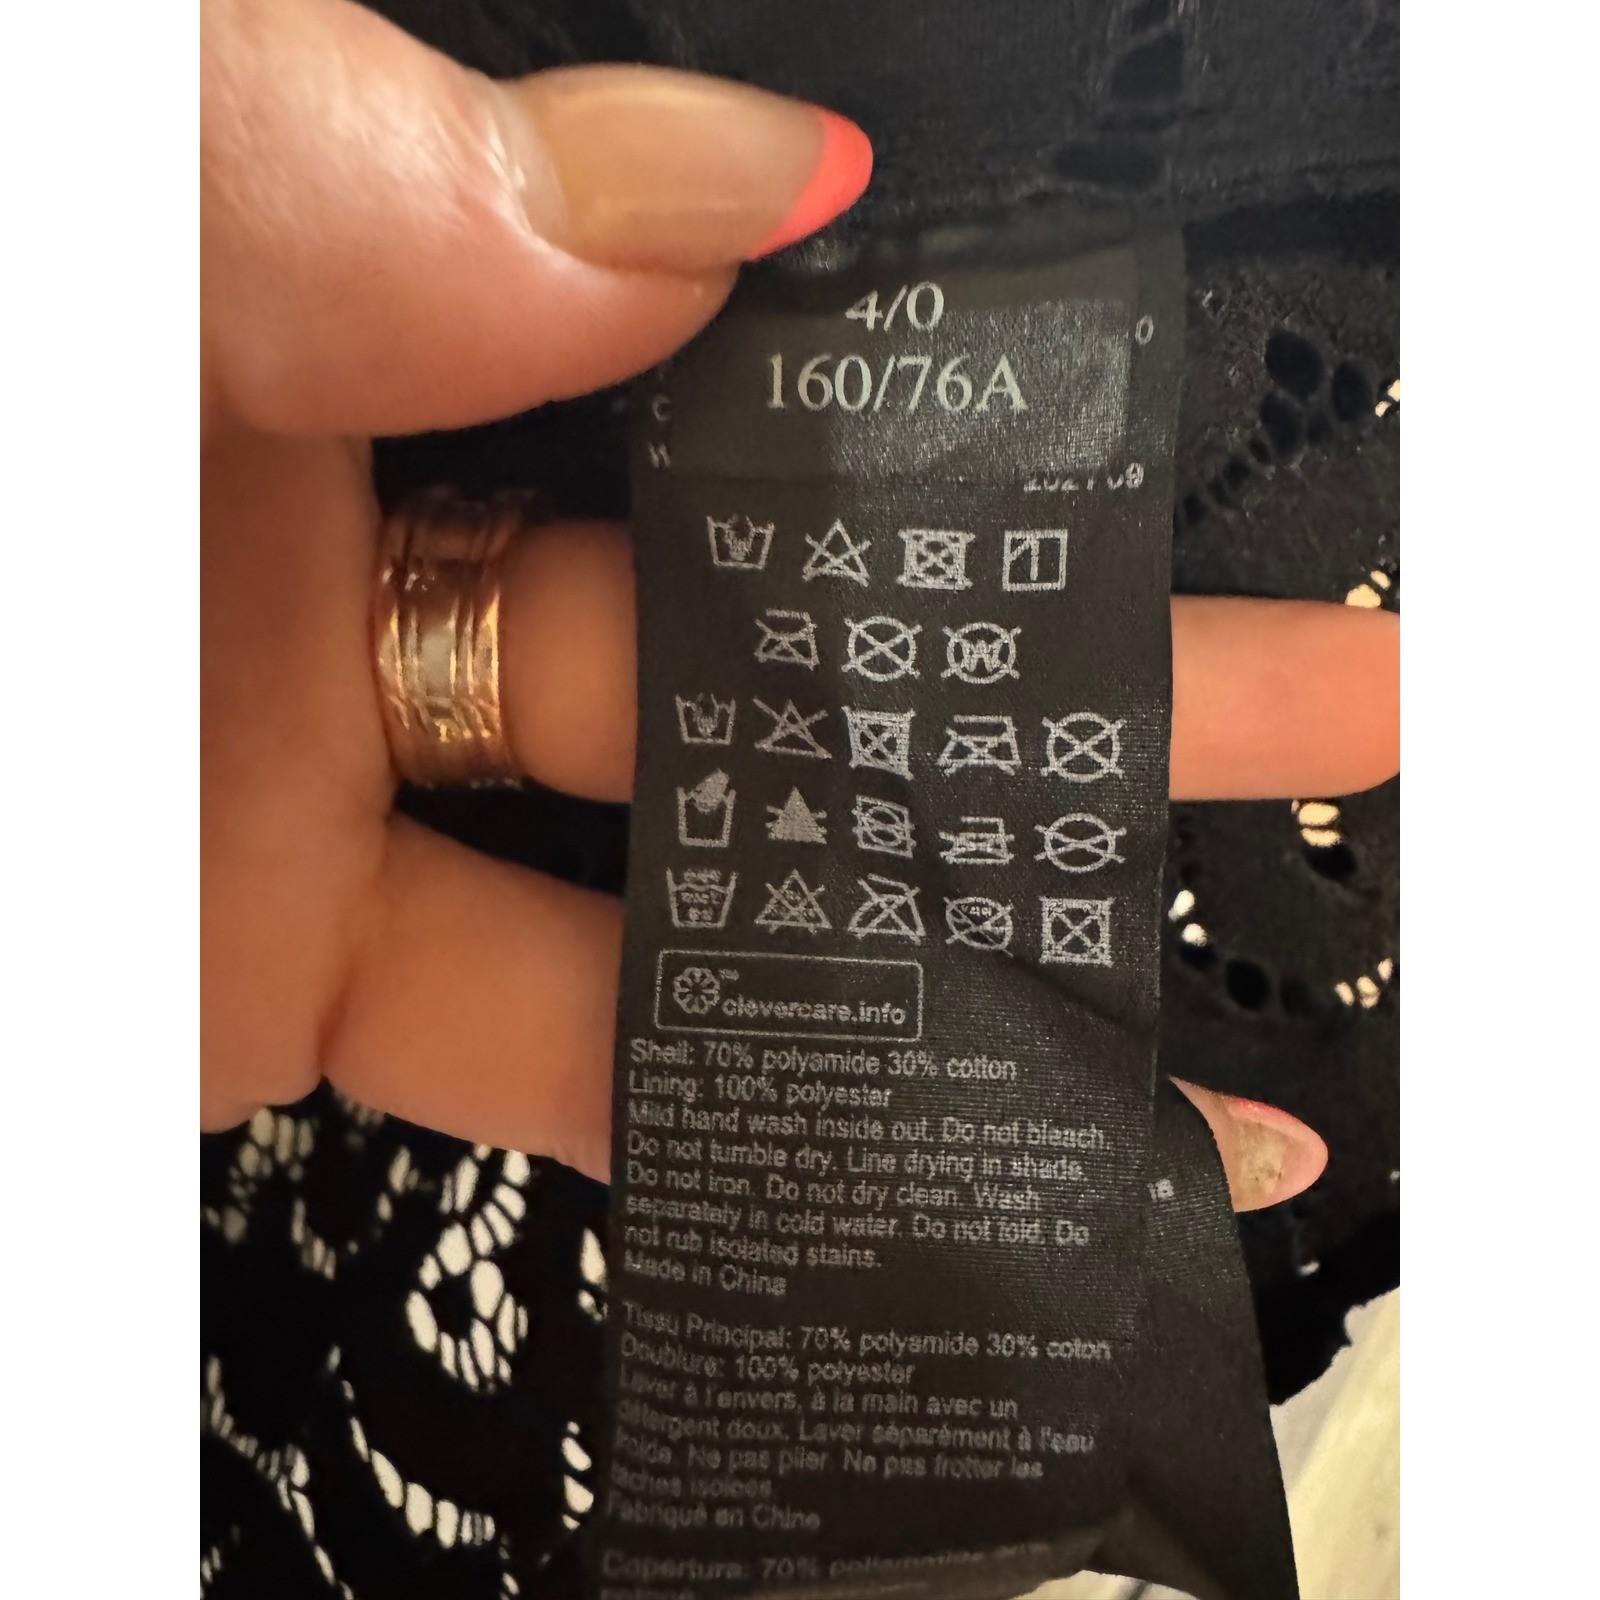 4/0
160/76A
0
C
clevercare.info
Shell: 70% polyamide 30% cotton
Lining: 100% polyester
Mild hand wash inside out. Do not bleach.
Do not tumble dry. Line drying in shade.
Do not iron. Do not dry clean. Wash
separately in cold water. Do not fold. Do
not rub isolated stains.
Made in China
Tissu Principal: 70% polyamide 30% coton
Doublure: 100% polyester
Laver à l'envers, à la main avec un
détergent doux. Laver séparément à l'eau
froide. Ne pas plier. Ne pas frotter les
taches isolées.
Fabriqué en China
Copertura: 70%